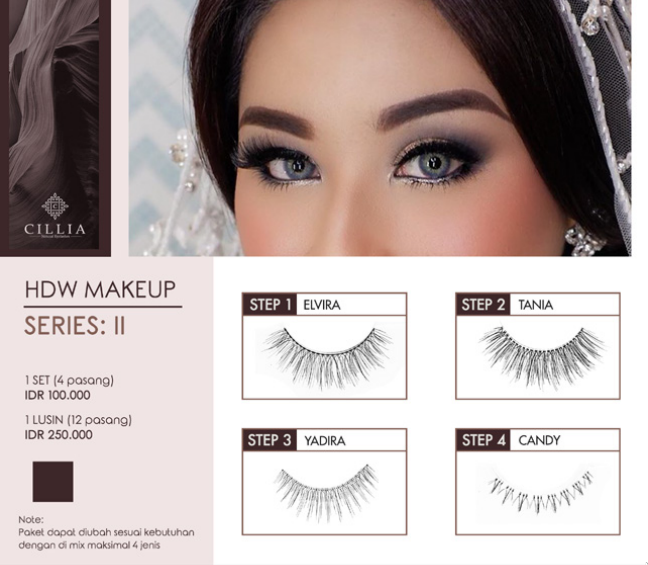 CILLIA
HDW MAKEUP
SERIES: II
1 SET (4 pasang)
IDR 100.000
1 LUSIN (12 pasang)
IDR 250.000
Note:
Paket dapat diubah sesuai kebutuhan
dengan di mix maksimal 4 jenis
STEP 1 ELVIRA
STEP 2 TANIA
STEP 3 YADIRA
STEP 4 CANDY